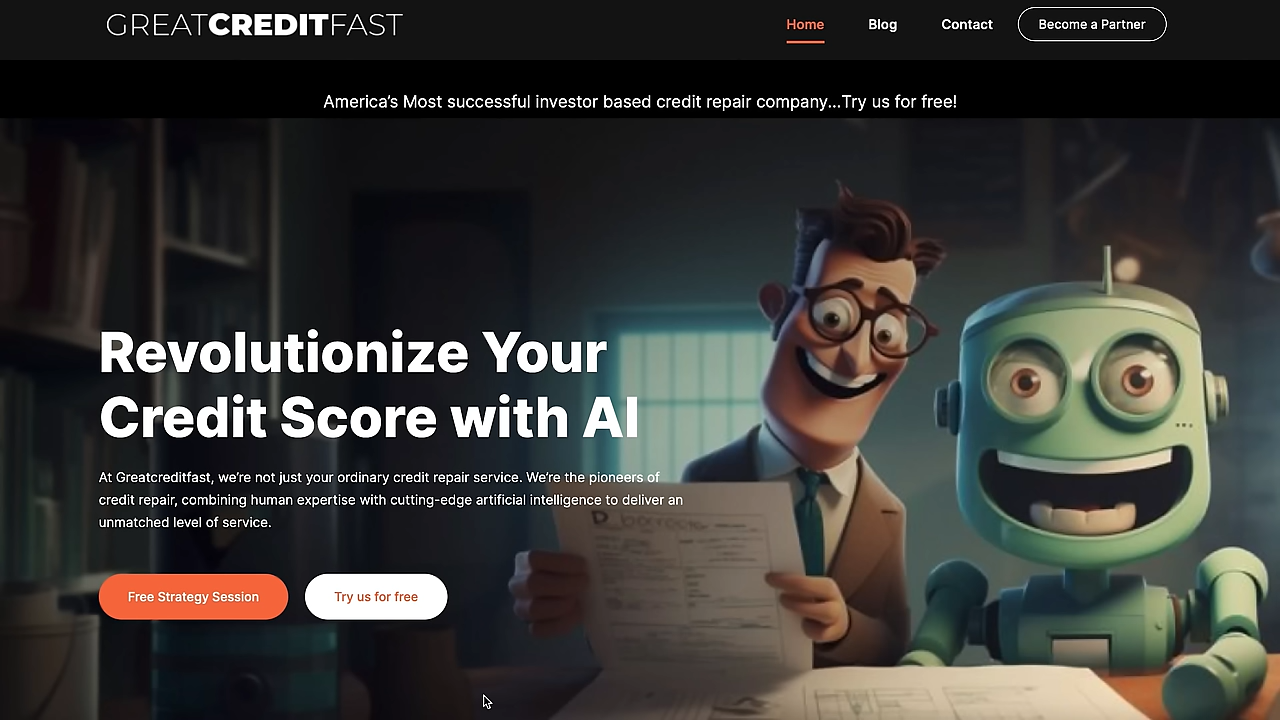 GREATCREDITFAST
Home
Blog
Contact
Become a Partner
America's Most successful investor based credit repair company...Try us for free!
Revolutionize Your
Credit Score with AI
At Greatcreditfast, we're not just your ordinary credit repair service. We're the pioneers of
credit repair, combining human expertise with cutting-edge artificial intelligence to deliver an
unmatched level of service.
Free Strategy Session
Try us for free